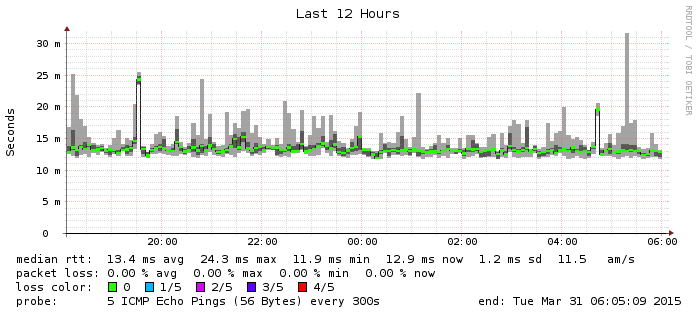 Last 12 Hours
RRDTOOL / TOBI OETIKER
Seconds
30 m
25 m
20 m
15 m
10 m
5 m
0
20:00 22:00 00:00 02:00 04:00 06:00
median rtt: 13.4 ms avg 24.3 ms max 11.9 ms min 12.9 ms now 1.2 ms sd 11.5 am/s
packet loss: 0.00 % avg 0.00 % max 0.00 % min 0.00 % now
loss color: 0 1/5 2/5 3/5 4/5
probe: 5 ICMP Echo Pings (56 Bytes) every 300s end: Tue Mar 31 06:05:09 2015